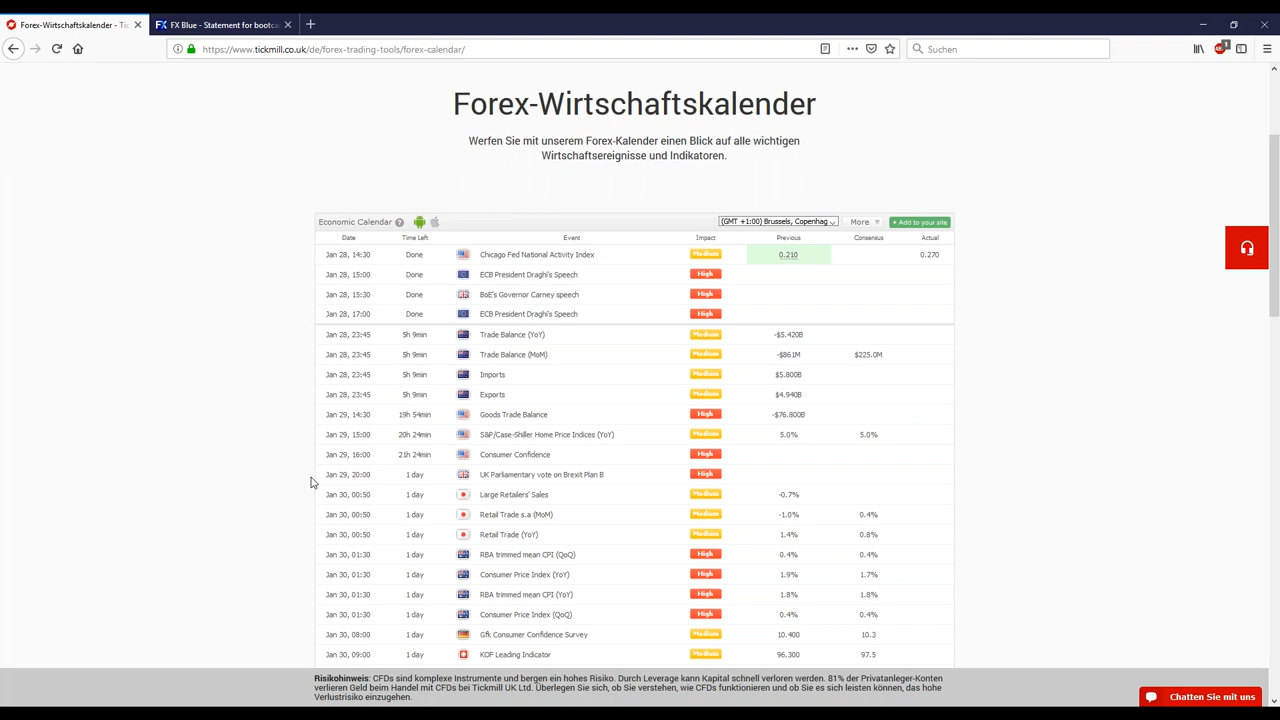 Forex-Wirtschaftskalender - Tic
FX Blue - Statement for bootca
https://www.tickmill.co.uk/de/forex-trading-tools/forex-calendar/
Suchen
Forex-Wirtschaftskalender
Werfen Sie mit unserem Forex-Kalender einen Blick auf alle wichtigen
Wirtschaftsereignisse und Indikatoren.
Economic Calendar ? (GMT +1:00) Brussels, Copenhag More + Add to your site
Date Time Left Event Impact Previous Consensus Actual
Jan 28, 14:30 Done Chicago Fed National Activity Index Medium 0.210 0.270
Jan 28, 15:00 Done ECB President Draghi's Speech High
Jan 28, 15:30 Done BoE's Governor Carney speech High
Jan 28, 17:00 Done ECB President Draghi's Speech High
Jan 28, 23:45 5h 9min Trade Balance (YoY) Medium -$5.420B
Jan 28, 23:45 5h 9min Trade Balance (MoM) Medium -$861M $225.0M
Jan 28, 23:45 5h 9min Imports Medium $5.800B
Jan 28, 23:45 5h 9min Exports Medium $4.940B
Jan 29, 14:30 19h 54min Goods Trade Balance High -$76.800B
Jan 29, 15:00 20h 24min S&P/Case-Shiller Home Price Indices (YoY) Medium 5.0% 5.0%
Jan 29, 16:00 21h 24min Consumer Confidence High
Jan 29, 20:00 1 day UK Parliamentary vote on Brexit Plan B High
Jan 30, 00:50 1 day Large Retailers' Sales Medium -0.7%
Jan 30, 00:50 1 day Retail Trade s.a (MoM) Medium -1.0% 0.4%
Jan 30, 00:50 1 day Retail Trade (YoY) Medium 1.4% 0.8%
Jan 30, 01:30 1 day RBA trimmed mean CPI (QoQ) High 0.4% 0.4%
Jan 30, 01:30 1 day Consumer Price Index (YoY) High 1.9% 1.7%
Jan 30, 01:30 1 day RBA trimmed mean CPI (YoY) High 1.8% 1.8%
Jan 30, 01:30 1 day Consumer Price Index (QoQ) High 0.4% 0.4%
Jan 30, 08:00 1 day Gfk Consumer Confidence Survey Medium 10.400 10.3
Jan 30, 09:00 1 day KOF Leading Indicator Medium 96.300 97.5
Risikohinweis: CFDs sind komplexe Instrumente und bergen ein hohes Risiko. Durch Leverage kann Kapital schnell verloren werden. 81% der Privatanleger-Konten
verlieren Geld beim Handel mit CFDs bei Tickmill UK Ltd. Überlegen Sie sich, ob Sie verstehen, wie CFDs funktionieren und ob Sie es sich leisten können, das hohe
Verlustrisiko einzugehen.
Chatten Sie mit uns